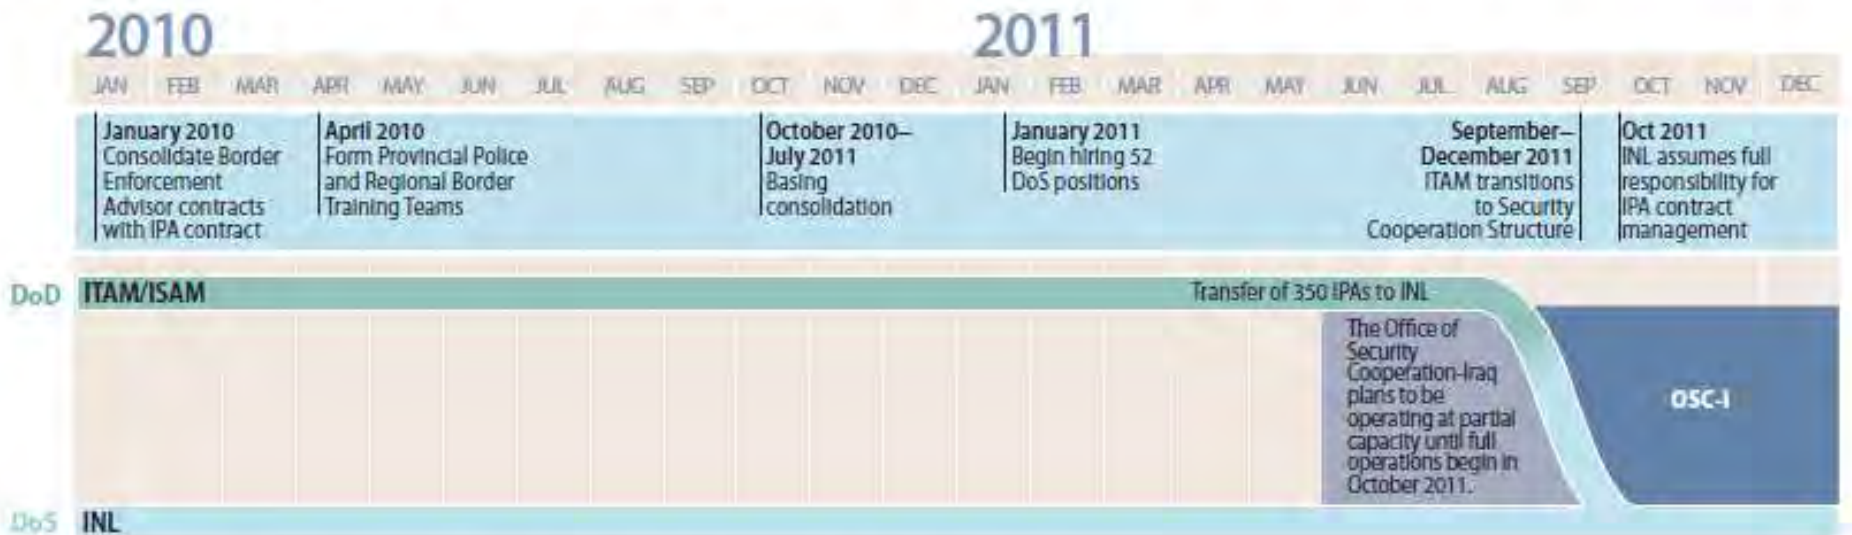 2010
2011
JAN FEB MAR APR MAY JUN JUL AUG SEP OCT NOV DEC JAN FEB MAR APR MAY JUN JUL AUG SEP OCT NOV DEC
January 2010
Consolidate Border
Enforcement
Advisor contracts
with IPA contract
April 2010
Form Provincial Police
and Regional Border
Training Teams
October 2010–
July 2011
Basing
consolidation
January 2011
Begin hiring 52
DoS positions
September–
December 2011
ITAM transitions
to Security
Cooperation Structure
Oct 2011
INL assumes full
responsibility for
IPA contract
management
DoD
ITAM/ISAM
Transfer of 350 IPAs to INL
The Office of
Security
Cooperation-Iraq
plans to be
operating at partial
capacity until full
operations begin in
October 2011.
OSC-I
DoS
INL